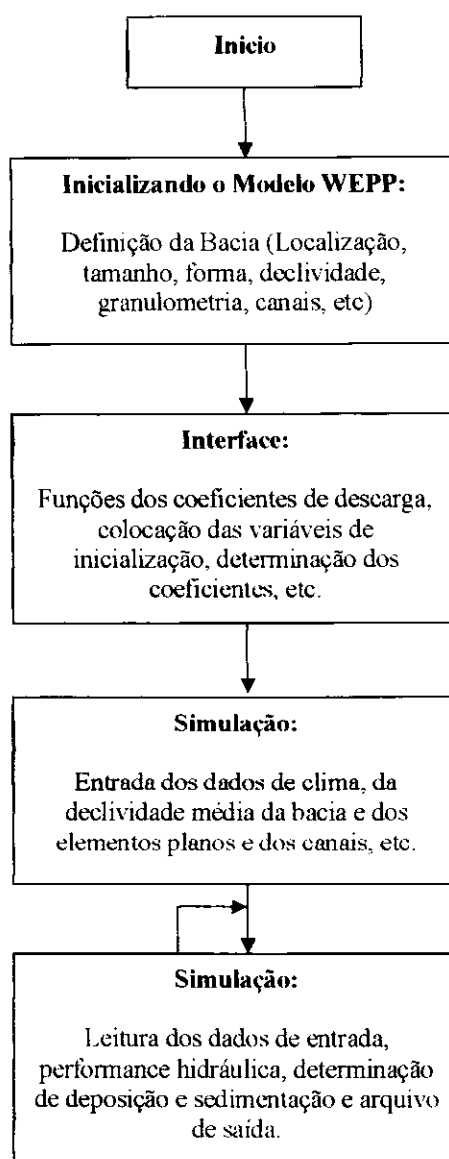 Inicio
Inicializando o Modelo WEPP:
Definição da Bacia (Localização,
tamanho, forma, declividade,
granulometria, canais, etc)
Interface:
Funções dos coeficientes de descarga,
colocação das variáveis de
inicialização, determinação dos
coeficientes, etc.
Simulação:
Entrada dos dados de clima, da
declividade média da bacia e dos
elementos planos e dos canais, etc.
Simulação:
Leitura dos dados de entrada,
performance hidráulica, determinação
de deposição e sedimentação e arquivo
de saída.